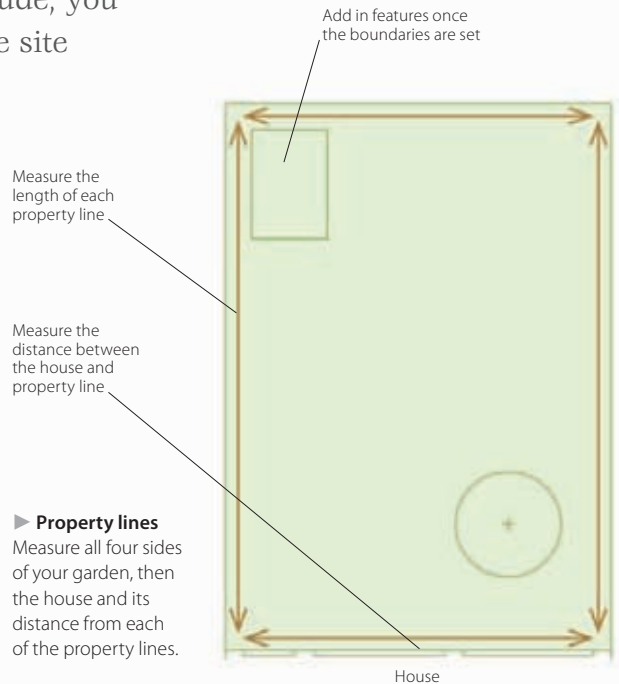 ude, you
e site
Add in features once
the boundaries are set
Measure the
length of each
property line
Measure the
distance between
the house and
property line
▶ Property lines
Measure all four sides
of your garden, then
the house and its
distance from each
of the property lines.
House